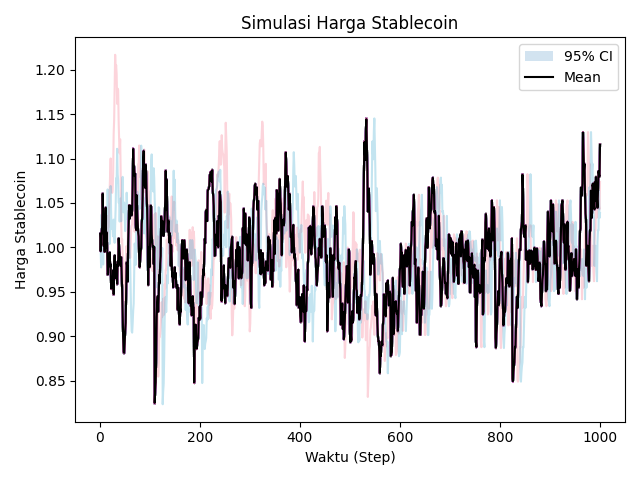 Simulasi Harga Stablecoin
95% CI
Mean
Harga Stablecoin
1.20
1.15
1.10
1.05
1.00
0.95
0.90
0.85
0
200
400
600
800
1000
Waktu (Step)